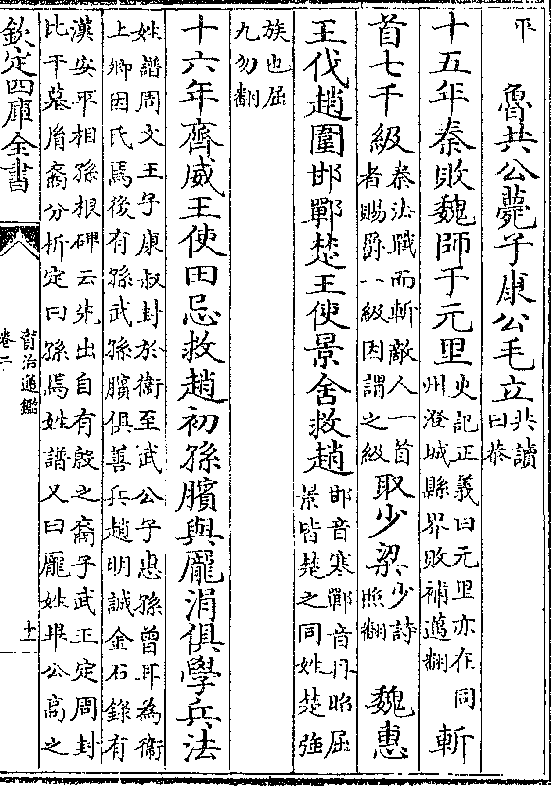 魯共公薨子康公毛立
共讀
曰恭
十五年秦敗魏師于元里
史記正義曰元里亦在同
州澄城縣界敗補邁翻
斬
首七千級
秦法戰而斬敵人一首
者賜爵一級因謂之級
取少梁
少詩
照翻
魏惠
王伐趙圍邯鄲楚王使景舍救趙
邯音寒鄲音丹昭屈
景皆楚之同姓楚強
族也屈
九勿翻
十六年齊威王使田忌救趙初孫臏與龐涓俱學兵法
姓譜周文王子康叔封於衛至武公子惠孫曾耳為衛
上卿因氏焉後有孫武孫臏俱善兵趙明誠金石錄有
漢安平相孫根碑云先出自有殷之裔子武王定周封
比干墓胤裔分析定曰孫焉姓譜又曰龐姓畢公高之
欽定四庫全書
資治通鑑
卷二
十一